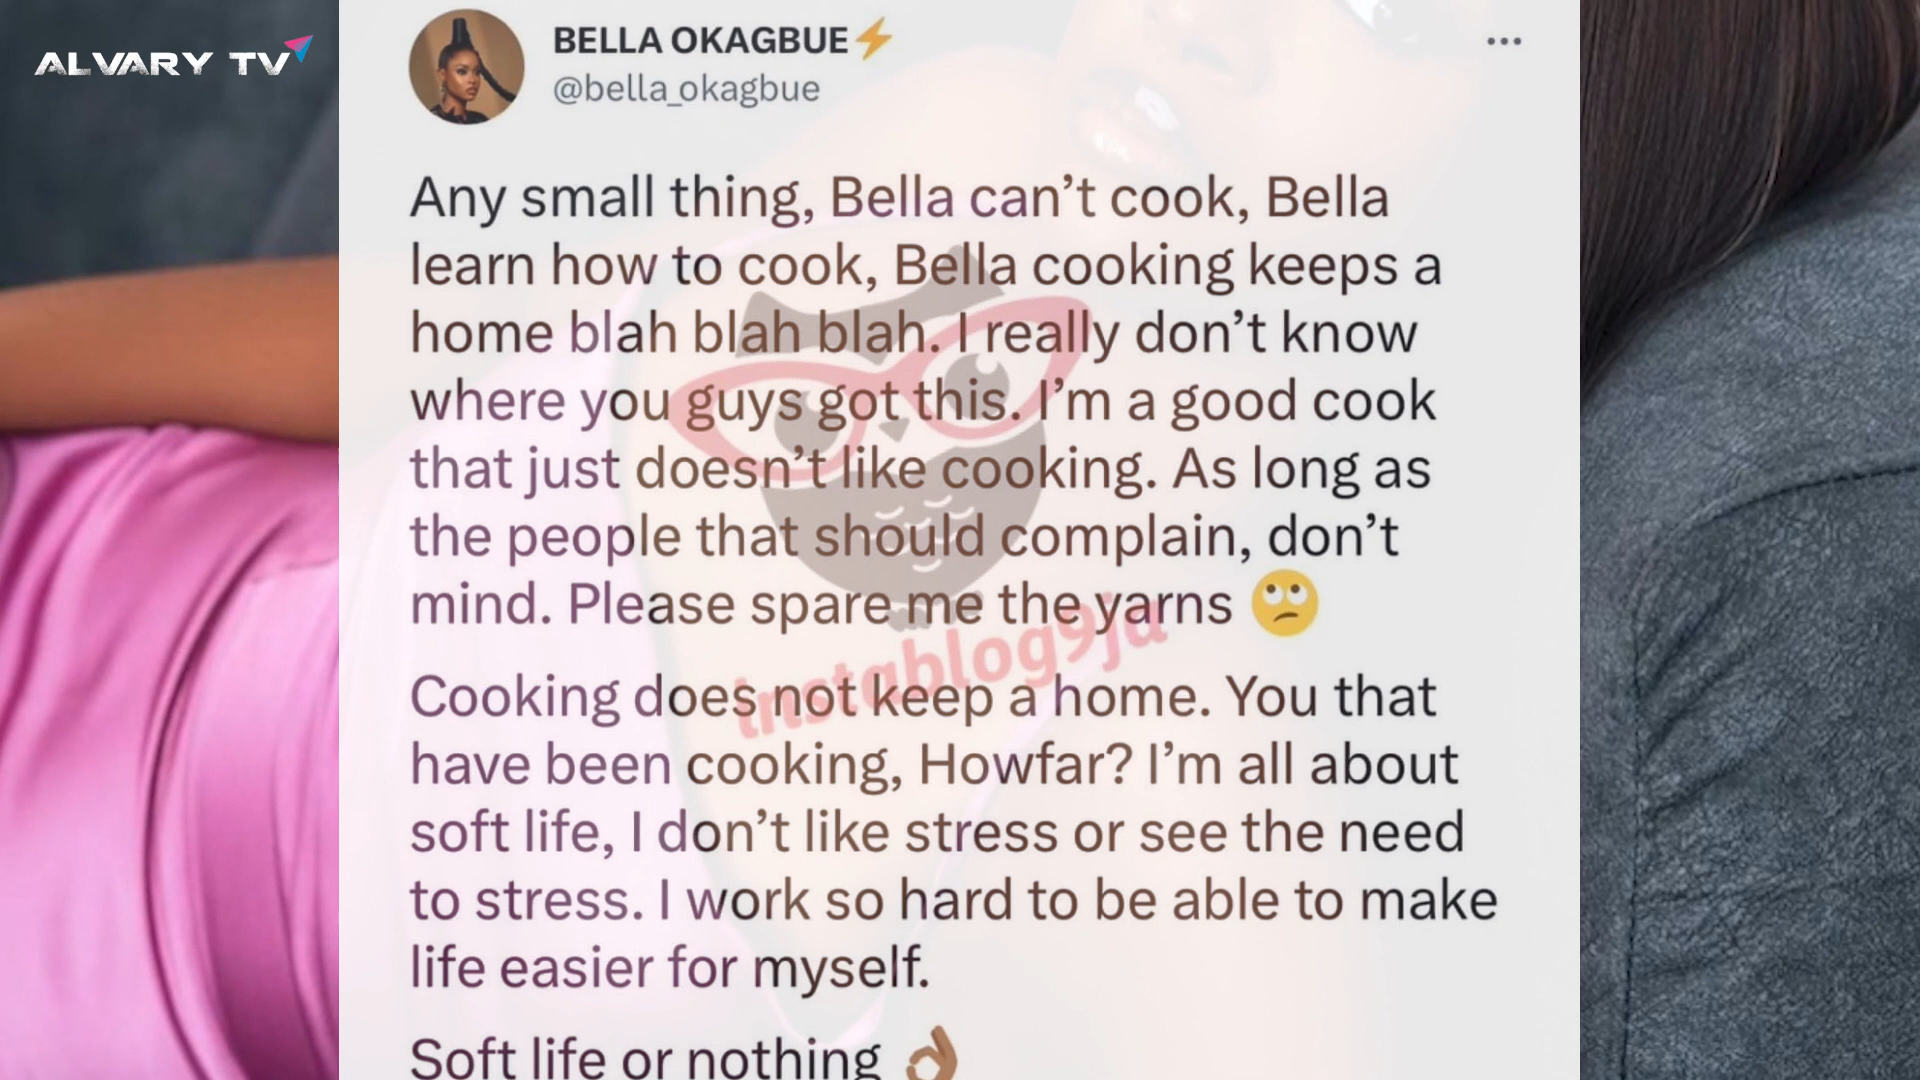 ALVARY TV
BELLA OKAGBUE⚡
@bella_okagbue
Any small thing, Bella can’t cook, Bella
learn how to cook, Bella cooking keeps a
home blah blah blah. I really don’t know
where you guys got this. I’m a good cook
that just doesn’t like cooking. As long as
the people that should complain, don’t
mind. Please spare me the yarns 🙄
instablog9ja
Cooking does not keep a home. You that
have been cooking, Howfar? I’m all about
soft life, I don’t like stress or see the need
to stress. I work so hard to be able to make
life easier for myself.
Soft life or nothing 👌🏾